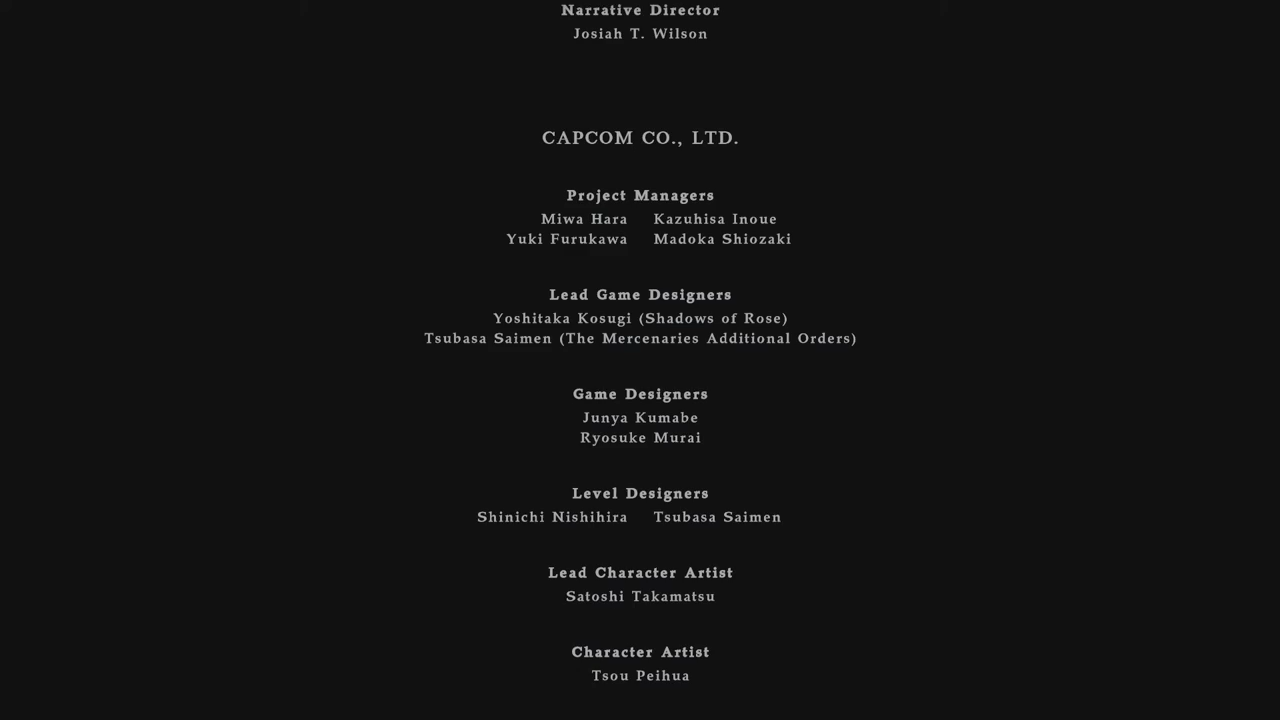 Narrative Director
Josiah T. Wilson
CAPCOM CO., LTD.
Project Managers
Miwa Hara Kazuhisa Inoue
Yuki Furukawa Madoka Shiozaki
Lead Game Designers
Yoshitaka Kosugi (Shadows of Rose)
Tsubasa Saimen (The Mercenaries Additional Orders)
Game Designers
Junya Kumabe
Ryosuke Murai
Level Designers
Shinichi Nishihira Tsubasa Saimen
Lead Character Artist
Satoshi Takamatsu
Character Artist
Tsou Peihua